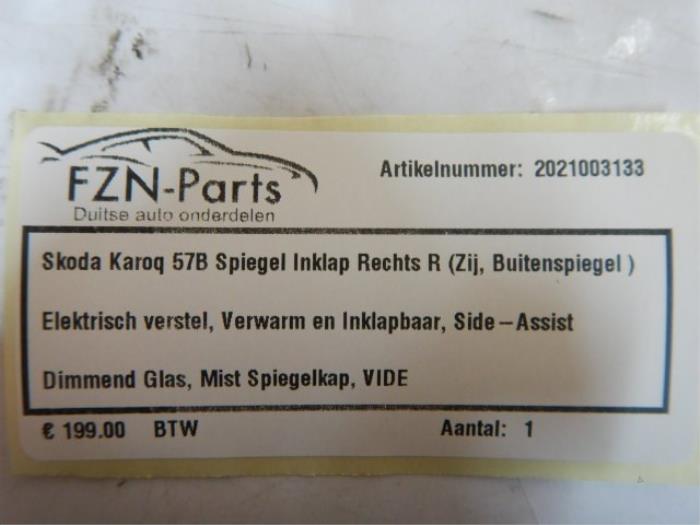 FZN-Parts
Duitse auto onderdelen
Artikelnummer: 2021003133
Skoda Karoq 57B Spiegel Inklap Rechts R (Zij, Buitenspiegel )
Elektrisch verstel, Verwarm en Inklapbaar, Side-Assist
Dimmend Glas, Mist Spiegelkap, VIDE
€ 199.00 BTW Aantal: 1